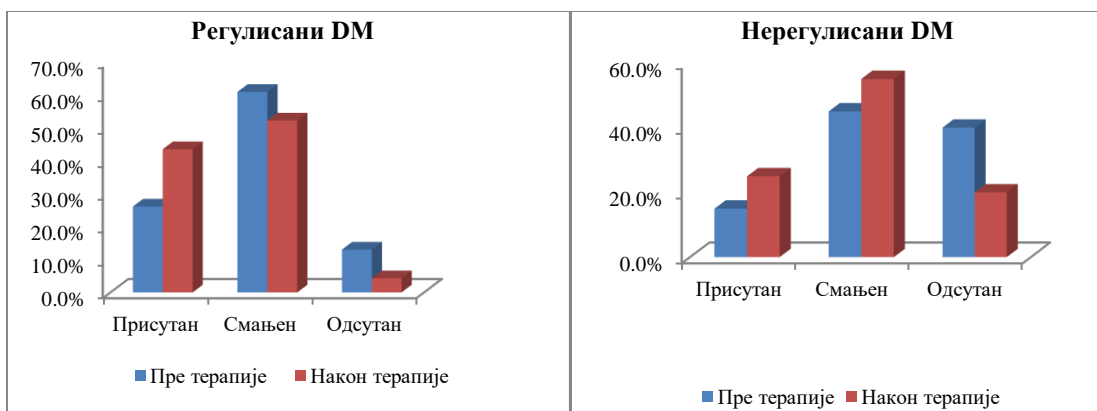 Регулисани DM
70.0%
60.0%
50.0%
40.0%
30.0%
20.0%
10.0%
0.0%
Присутан Смањен Одсутан
Пре терапије Након терапије
Нерегулисани DM
60.0%
40.0%
20.0%
0.0%
Присутан Смањен Одсутан
Пре терапије Након терапије